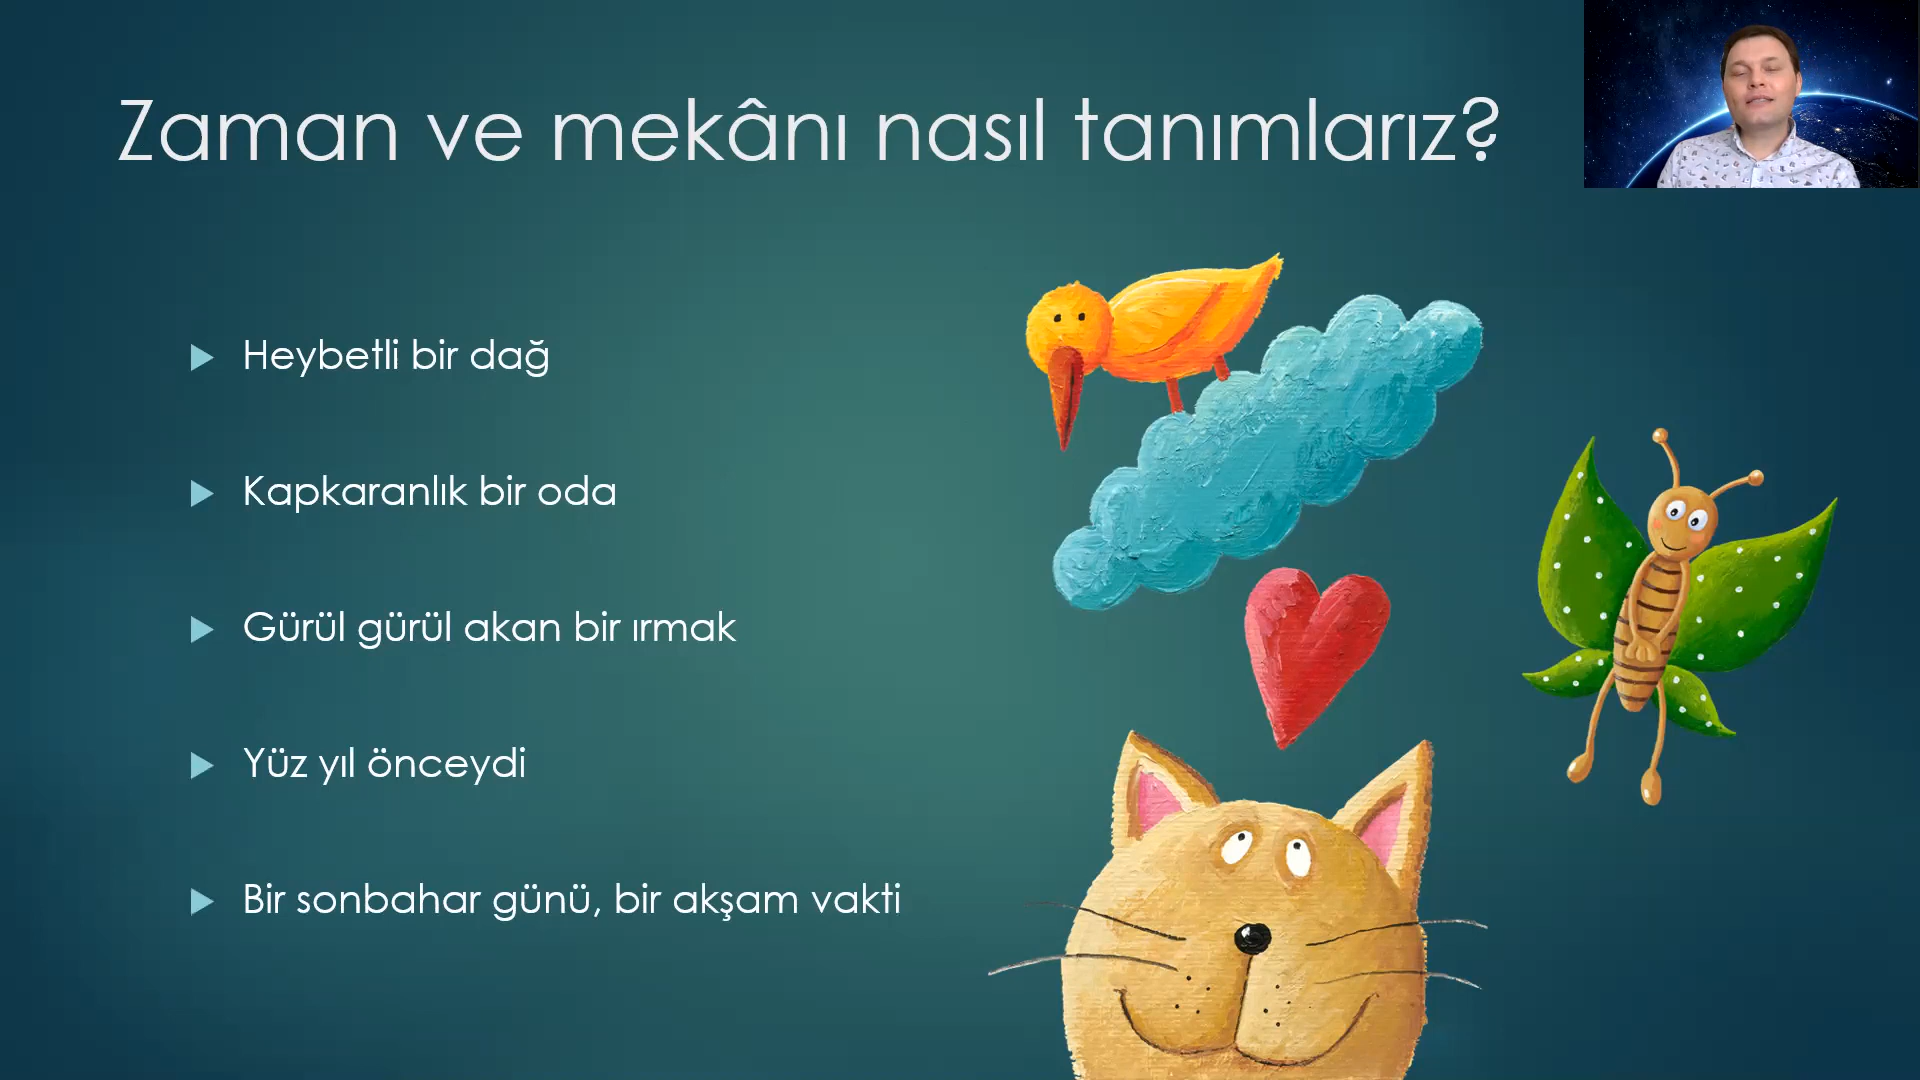 Zaman ve mekânı nasıl tanımlarız?
Heybetli bir dağ
Kapkaranlık bir oda
Gürül gürül akan bir ırmak
Yüz yıl önceydi
Bir sonbahar günü, bir akşam vakti